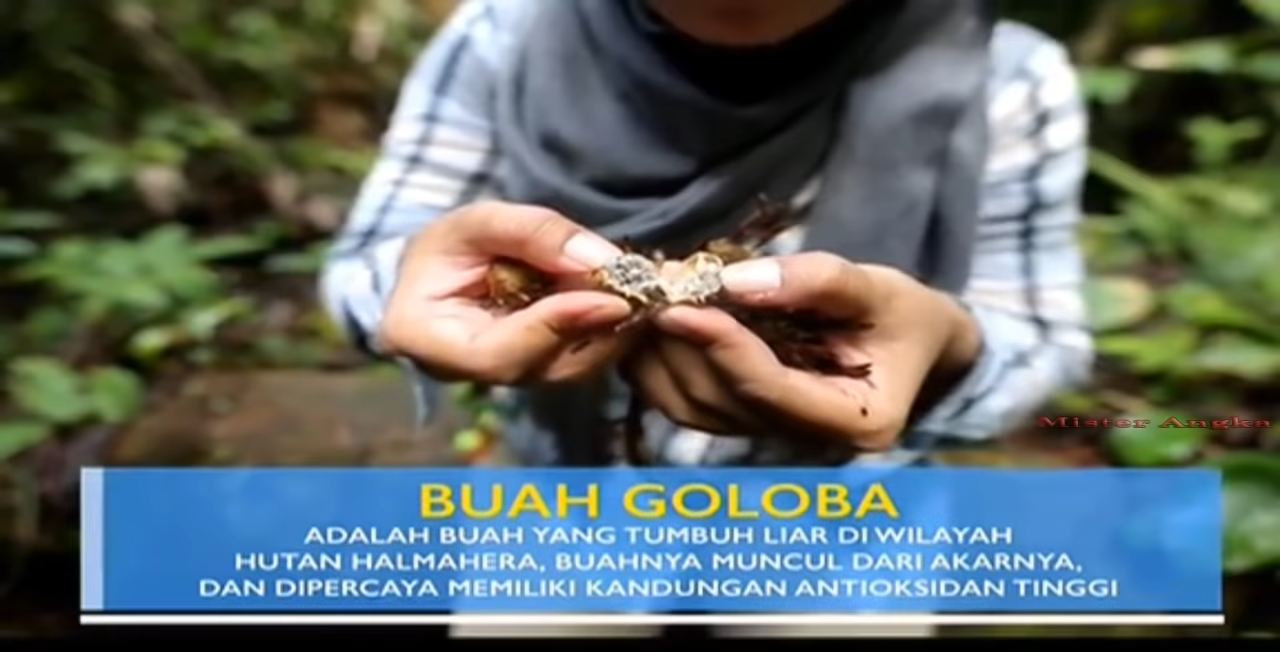 Mister Angka
BUAH GOLOBA
ADALAH BUAH YANG TUMBUH LIAR DI WILAYAH
HUTAN HALMAHERA, BUAHNYA MUNCUL DARI AKARNYA,
DAN DIPERCAYA MEMILIKI KANDUNGAN ANTIOKSIDAN TINGGI